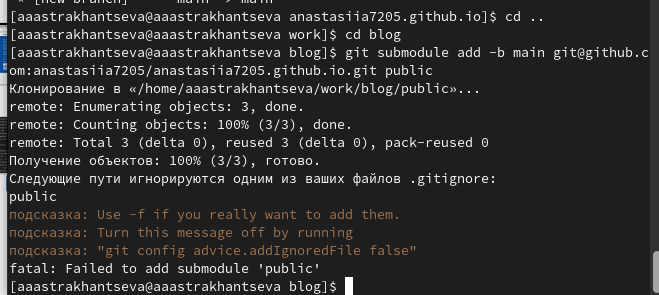 * [new branch]      main -> main
[aaastrakhantseva@aaastrakhantseva anastasiia7205.github.io]$ cd ..
[aaastrakhantseva@aaastrakhantseva work]$ cd blog
[aaastrakhantseva@aaastrakhantseva blog]$ git submodule add -b main git@github.c
om:anastasiia7205/anastasiia7205.github.io.git public
Клонирование в «/home/aaastrakhantseva/work/blog/public»...
remote: Enumerating objects: 3, done.
remote: Counting objects: 100% (3/3), done.
remote: Total 3 (delta 0), reused 3 (delta 0), pack-reused 0
Получение объектов: 100% (3/3), готово.
Следующие пути игнорируются одним из ваших файлов .gitignore:
public
подсказка: Use -f if you really want to add them.
подсказка: Turn this message off by running
подсказка: "git config advice.addIgnoredFile false"
fatal: Failed to add submodule 'public'
[aaastrakhantseva@aaastrakhantseva blog]$